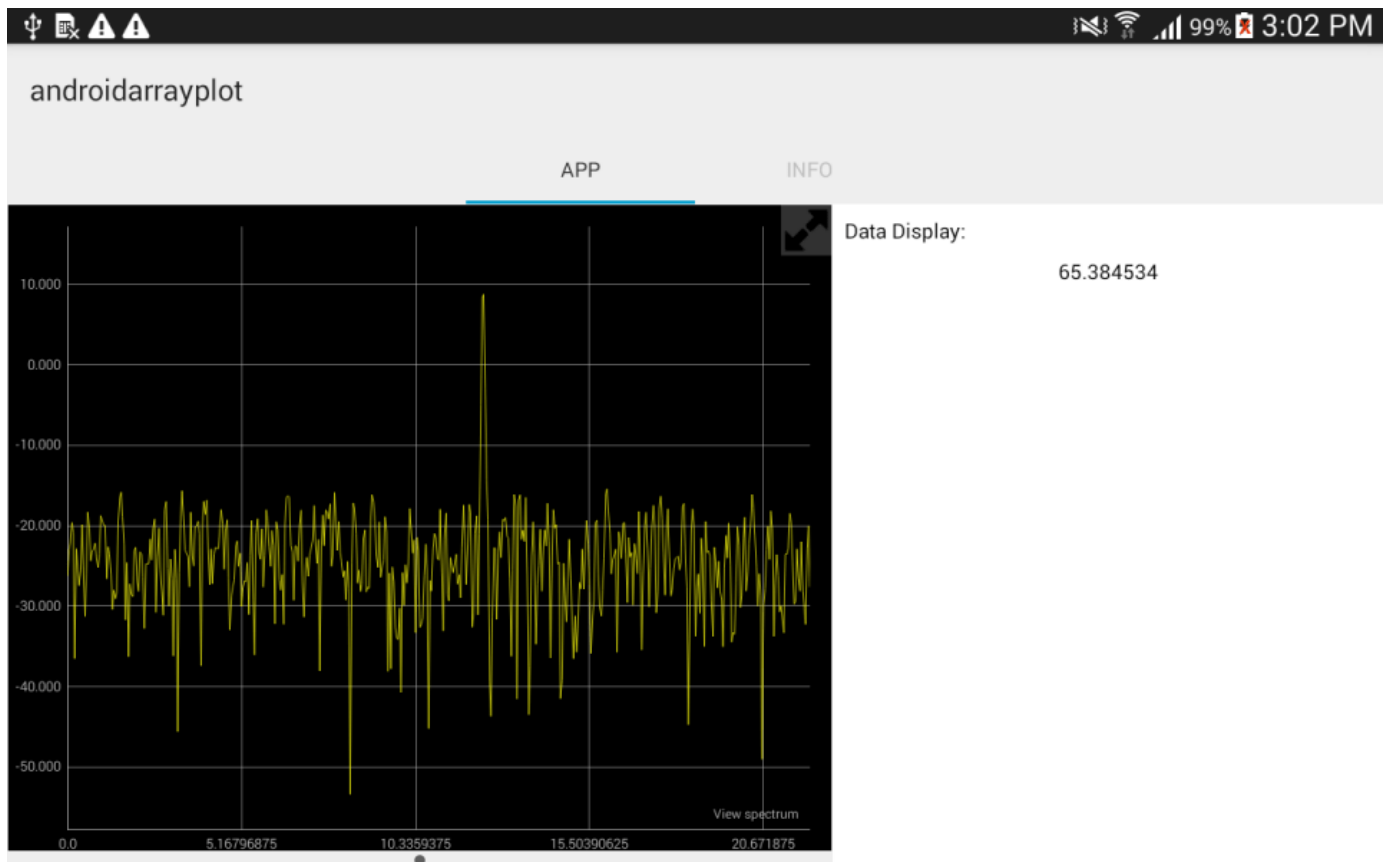 99% 3:02 PM
androidarrayplot
APP INFO
Data Display:
65.384534
10.000
0.000
-10.000
-20.000
-30.000
-40.000
-50.000
View spectrum
0.0 5.16796875 10.3359375 15.50390625 20.671875